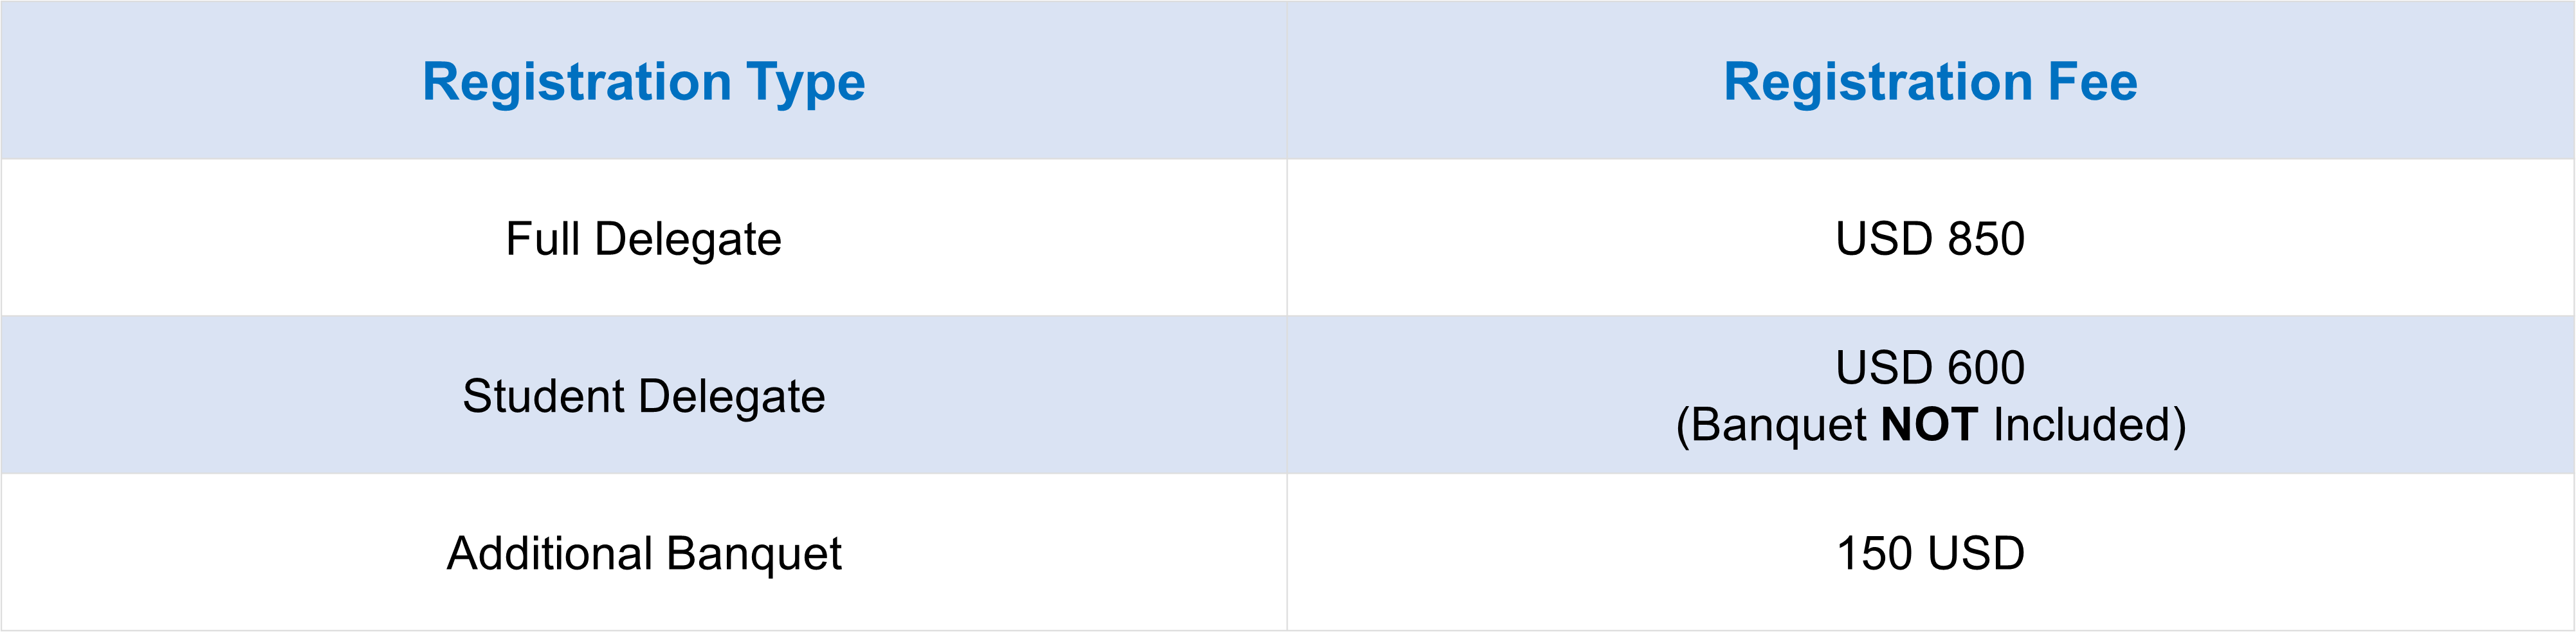 Registration Type
Registration Fee
Full Delegate
USD 850
Student Delegate
USD 600
(Banquet NOT Included)
Additional Banquet
150 USD